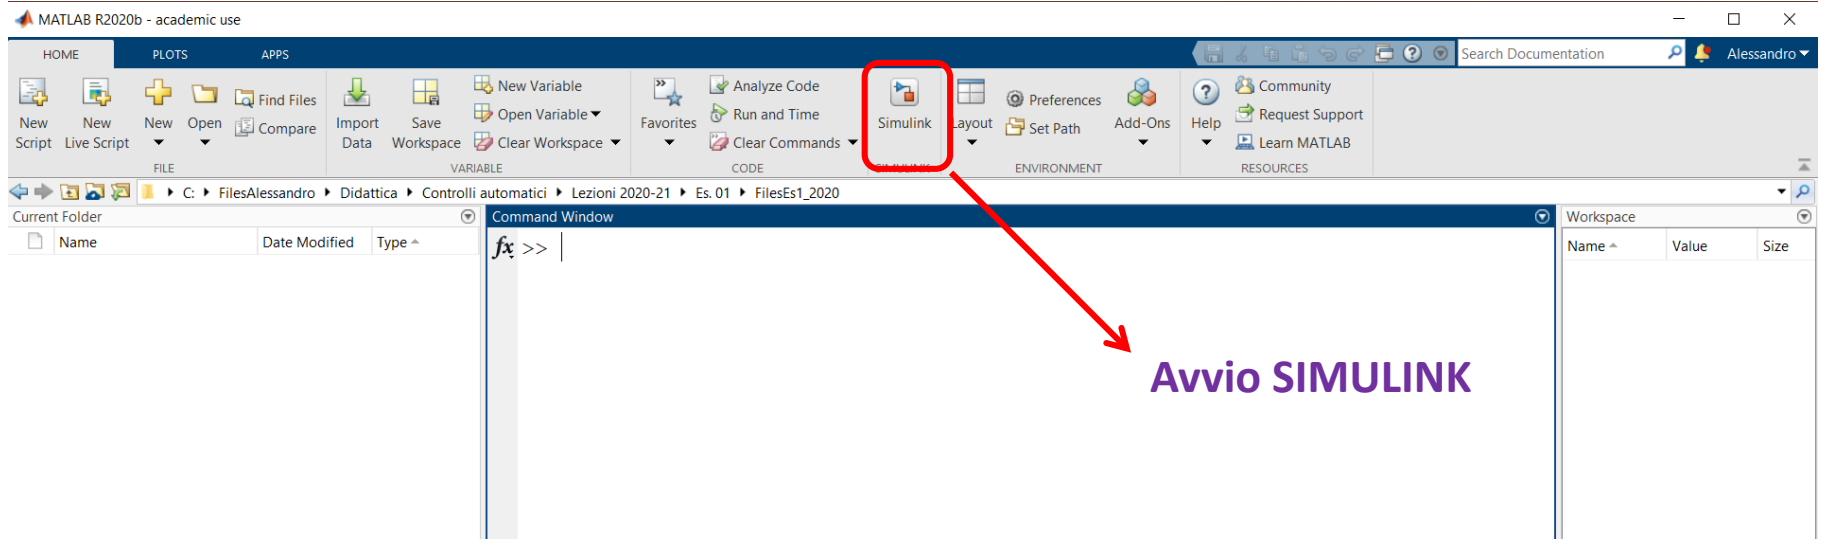 MATLAB R2020b - academic use
HOME PLOTS APPS
Search Documentation
Alessandro
New Script
New Live Script
New
Open
Find Files
Compare
FILE
Import Data
Save Workspace
New Variable
Open Variable
Clear Workspace
VARIABLE
Favorites
Analyze Code
Run and Time
Clear Commands
CODE
Simulink
SIMULINK
Layout
Preferences
Set Path
Add-Ons
ENVIRONMENT
Help
Community
Request Support
Learn MATLAB
RESOURCES
C: FilesAlessandro Didattica Controlli automatici Lezioni 2020-21 Es. 01 FilesEs1_2020
Current Folder
Name Date Modified Type
Command Window
fx >>
Workspace
Name Value Size
Avvio SIMULINK